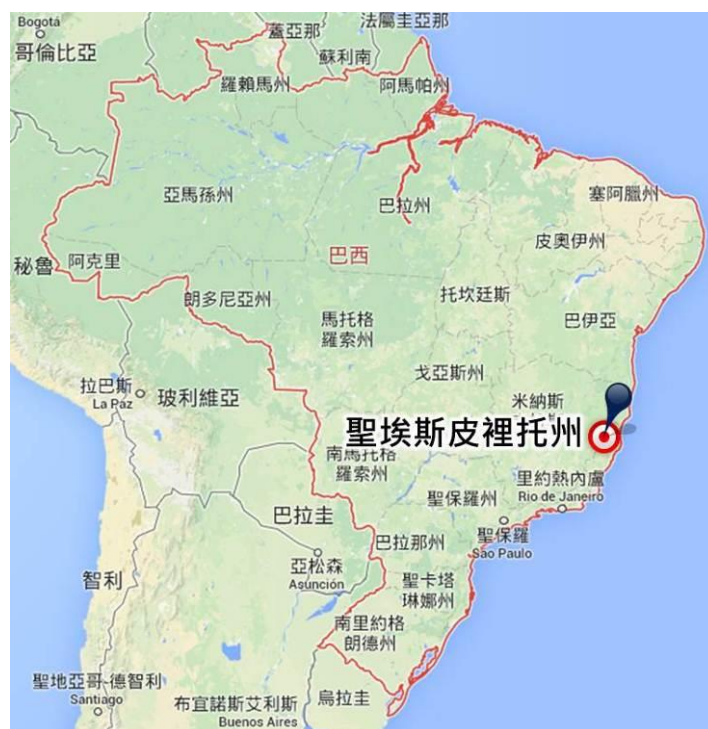 Bogotá
哥倫比亞
蓋亞那
法屬圭亞那
蘇利南
羅賴馬州
阿馬帕州
亞馬孫州
巴拉州
塞阿臘州
巴西
皮奧伊州
秘魯
阿克里
朗多尼亞州
托坎廷斯
馬托格
羅索州
巴伊亞
戈亞斯州
拉巴斯
La Paz
玻利維亞
米納斯
聖埃斯皮裡托州
南馬托格
羅索州
里約熱內盧
Rio de Janeiro
聖保羅州
巴拉圭
聖保羅
São Paulo
巴拉那州
亞松森
Asunción
智利
聖卡塔
琳娜州
南里約格
朗德州
聖地亞哥-德智利
Santiago
布宜諾斯艾利斯
Buenos Aires
烏拉圭